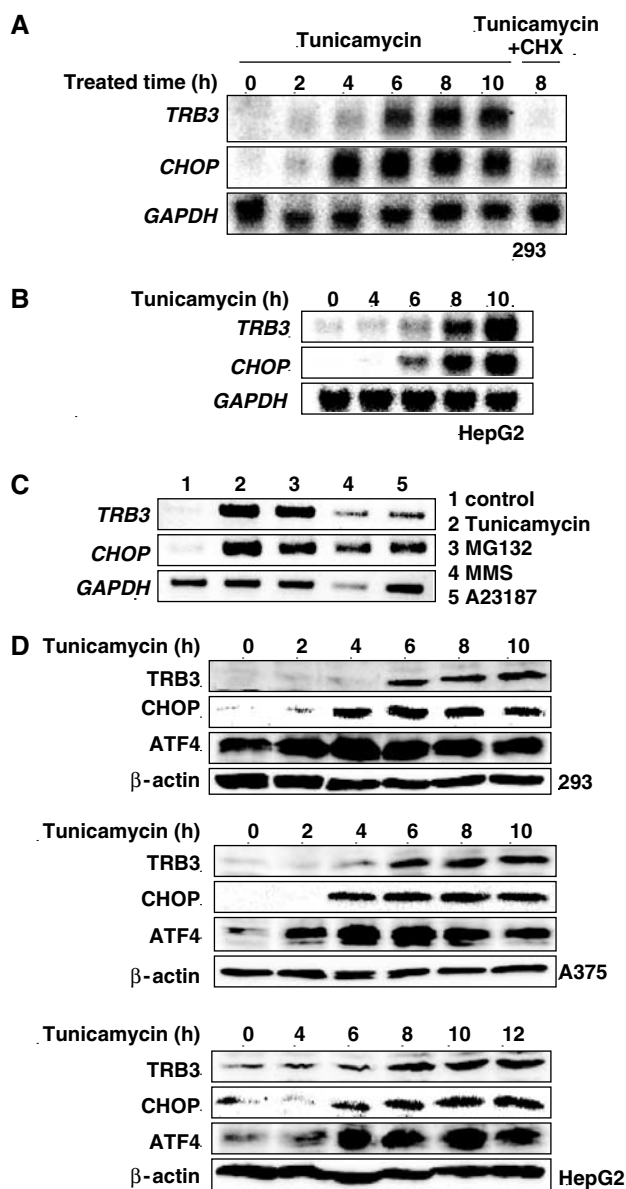 A
Tunicamycin
Tunicamycin +CHX
Treated time (h) 0 2 4 6 8 10 8
TRB3
CHOP
GAPDH
293
B
Tunicamycin (h) 0 4 6 8 10
TRB3
CHOP
GAPDH
HepG2
C
1 2 3 4 5
TRB3
CHOP
GAPDH
1 control
2 Tunicamycin
3 MG132
4 MMS
5 A23187
D
Tunicamycin (h) 0 2 4 6 8 10
TRB3
CHOP
ATF4
β-actin
293
Tunicamycin (h) 0 2 4 6 8 10
TRB3
CHOP
ATF4
β-actin
A375
Tunicamycin (h) 0 4 6 8 10 12
TRB3
CHOP
ATF4
β-actin
HepG2